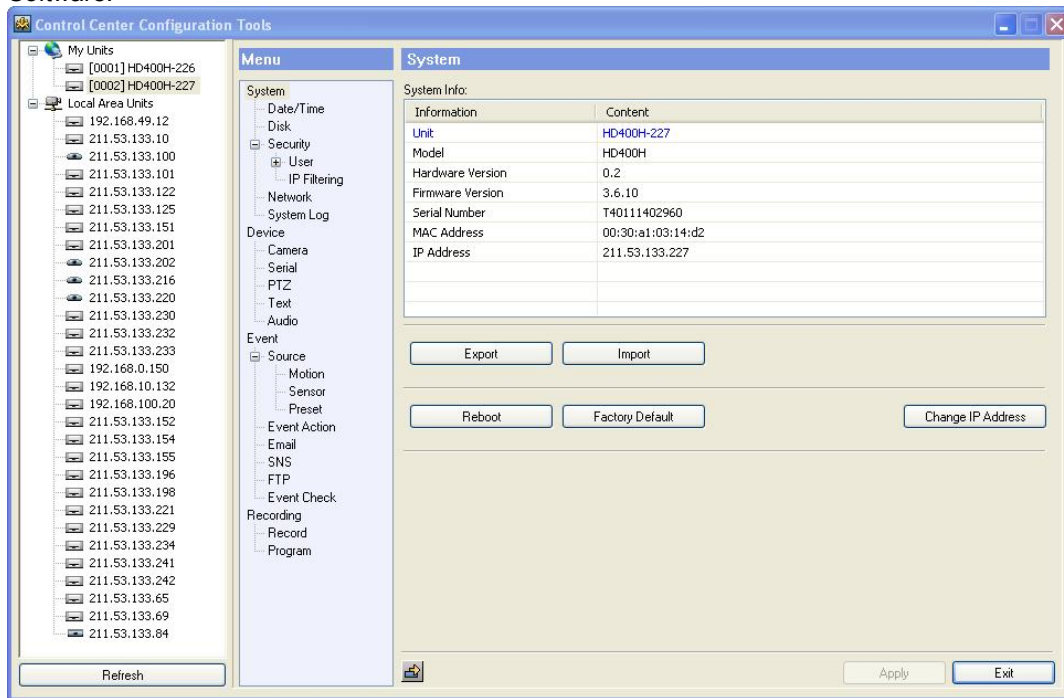 Software.
Control Center Configuration Tools
My Units
[0001] HD400H-226
[0002] HD400H-227
Local Area Units
192.168.49.12
211.53.133.10
211.53.133.100
211.53.133.101
211.53.133.122
211.53.133.125
211.53.133.151
211.53.133.201
211.53.133.202
211.53.133.216
211.53.133.220
211.53.133.230
211.53.133.232
211.53.133.233
192.168.0.150
192.168.10.132
192.168.100.20
211.53.133.152
211.53.133.154
211.53.133.155
211.53.133.196
211.53.133.198
211.53.133.221
211.53.133.229
211.53.133.234
211.53.133.241
211.53.133.242
211.53.133.65
211.53.133.69
211.53.133.84
Refresh
Menu
System
Date/Time
Disk
Security
User
IP Filtering
Network
System Log
Device
Camera
Serial
PTZ
Text
Audio
Event
Source
Motion
Sensor
Preset
Event Action
Email
SNS
FTP
Event Check
Recording
Record
Program
System
System Info:
Information Content
Unit HD400H-227
Model HD400H
Hardware Version 0.2
Firmware Version 3.6.10
Serial Number T40111402960
MAC Address 00:30:a1:03:14:d2
IP Address 211.53.133.227
Export Import
Reboot Factory Default Change IP Address
Apply Exit